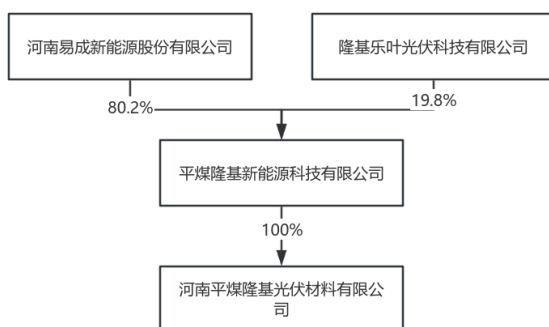 河南易成新能源股份有限公司
隆基乐叶光伏科技有限公司
80.2%
19.8%
平煤隆基新能源科技有限公司
100%
河南平煤隆基光伏材料有限公
司